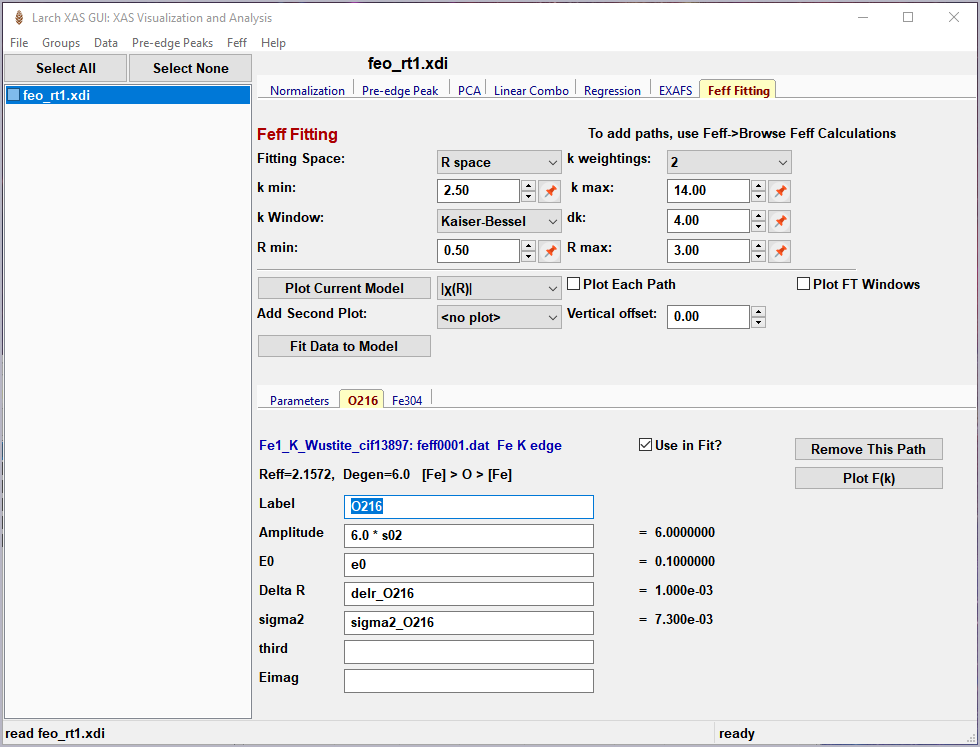 Larch XAS GUI: XAS Visualization and Analysis
File Groups Data Pre-edge Peaks Feff Help
Select All Select None
feo_rt1.xdi
feo_rt1.xdi
Normalization Pre-edge Peak PCA Linear Combo Regression EXAFS Feff Fitting
Feff Fitting To add paths, use Feff->Browse Feff Calculations
Fitting Space: R space k weightings: 2
k min: 2.50 k max: 14.00
k Window: Kaiser-Bessel dk: 4.00
R min: 0.50 R max: 3.00
Plot Current Model |χ(R)| Plot Each Path Plot FT Windows
Add Second Plot: <no plot> Vertical offset: 0.00
Fit Data to Model
Parameters O216 Fe304
Fe1_K_Wustite_cif13897: feff0001.dat Fe K edge Use in Fit? Remove This Path
Reff=2.1572, Degen=6.0 [Fe] > O > [Fe] Plot F(k)
Label O216
Amplitude 6.0 * s02 = 6.0000000
E0 e0 = 0.1000000
Delta R delr_O216 = 1.000e-03
sigma2 sigma2_O216 = 7.300e-03
third
Eimag
read feo_rt1.xdi ready